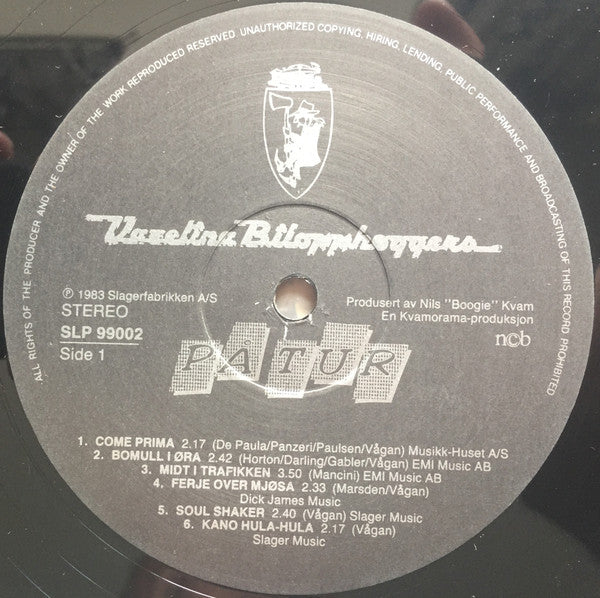 ALL RIGHTS OF THE PRODUCER AND THE OWNER OF THE WORK REPRODUCED RESERVED. UNAUTHORIZED COPYING, HIRING, LENDING, PUBLIC PERFORMANCE AND BROADCASTING OF THIS RECORD PROHIBITED
Vazelina Bilopphøggers
℗ 1983 Slagerfabrikken A/S
STEREO
SLP 99002
Side 1
Produsert av Nils "Boogie" Kvam
En Kvamorama-produksjon
n©b
PÅ TUR
1. COME PRIMA 2.17 (De Paula/Panzeri/Paulsen/Vågan) Musikk-Huset A/S
2. BOMULL I ØRA 2.42 (Horton/Darling/Gabler/Vågan) EMI Music AB
3. MIDT I TRAFIKKEN 3.50 (Mancini) EMI Music AB
4. FERJE OVER MJØSA 2.33 (Marsden/Vågan)
Dick James Music
5. SOUL SHAKER 2.40 (Vågan) Slager Music
6. KANO HULA-HULA 2.17 (Vågan)
Slager Music